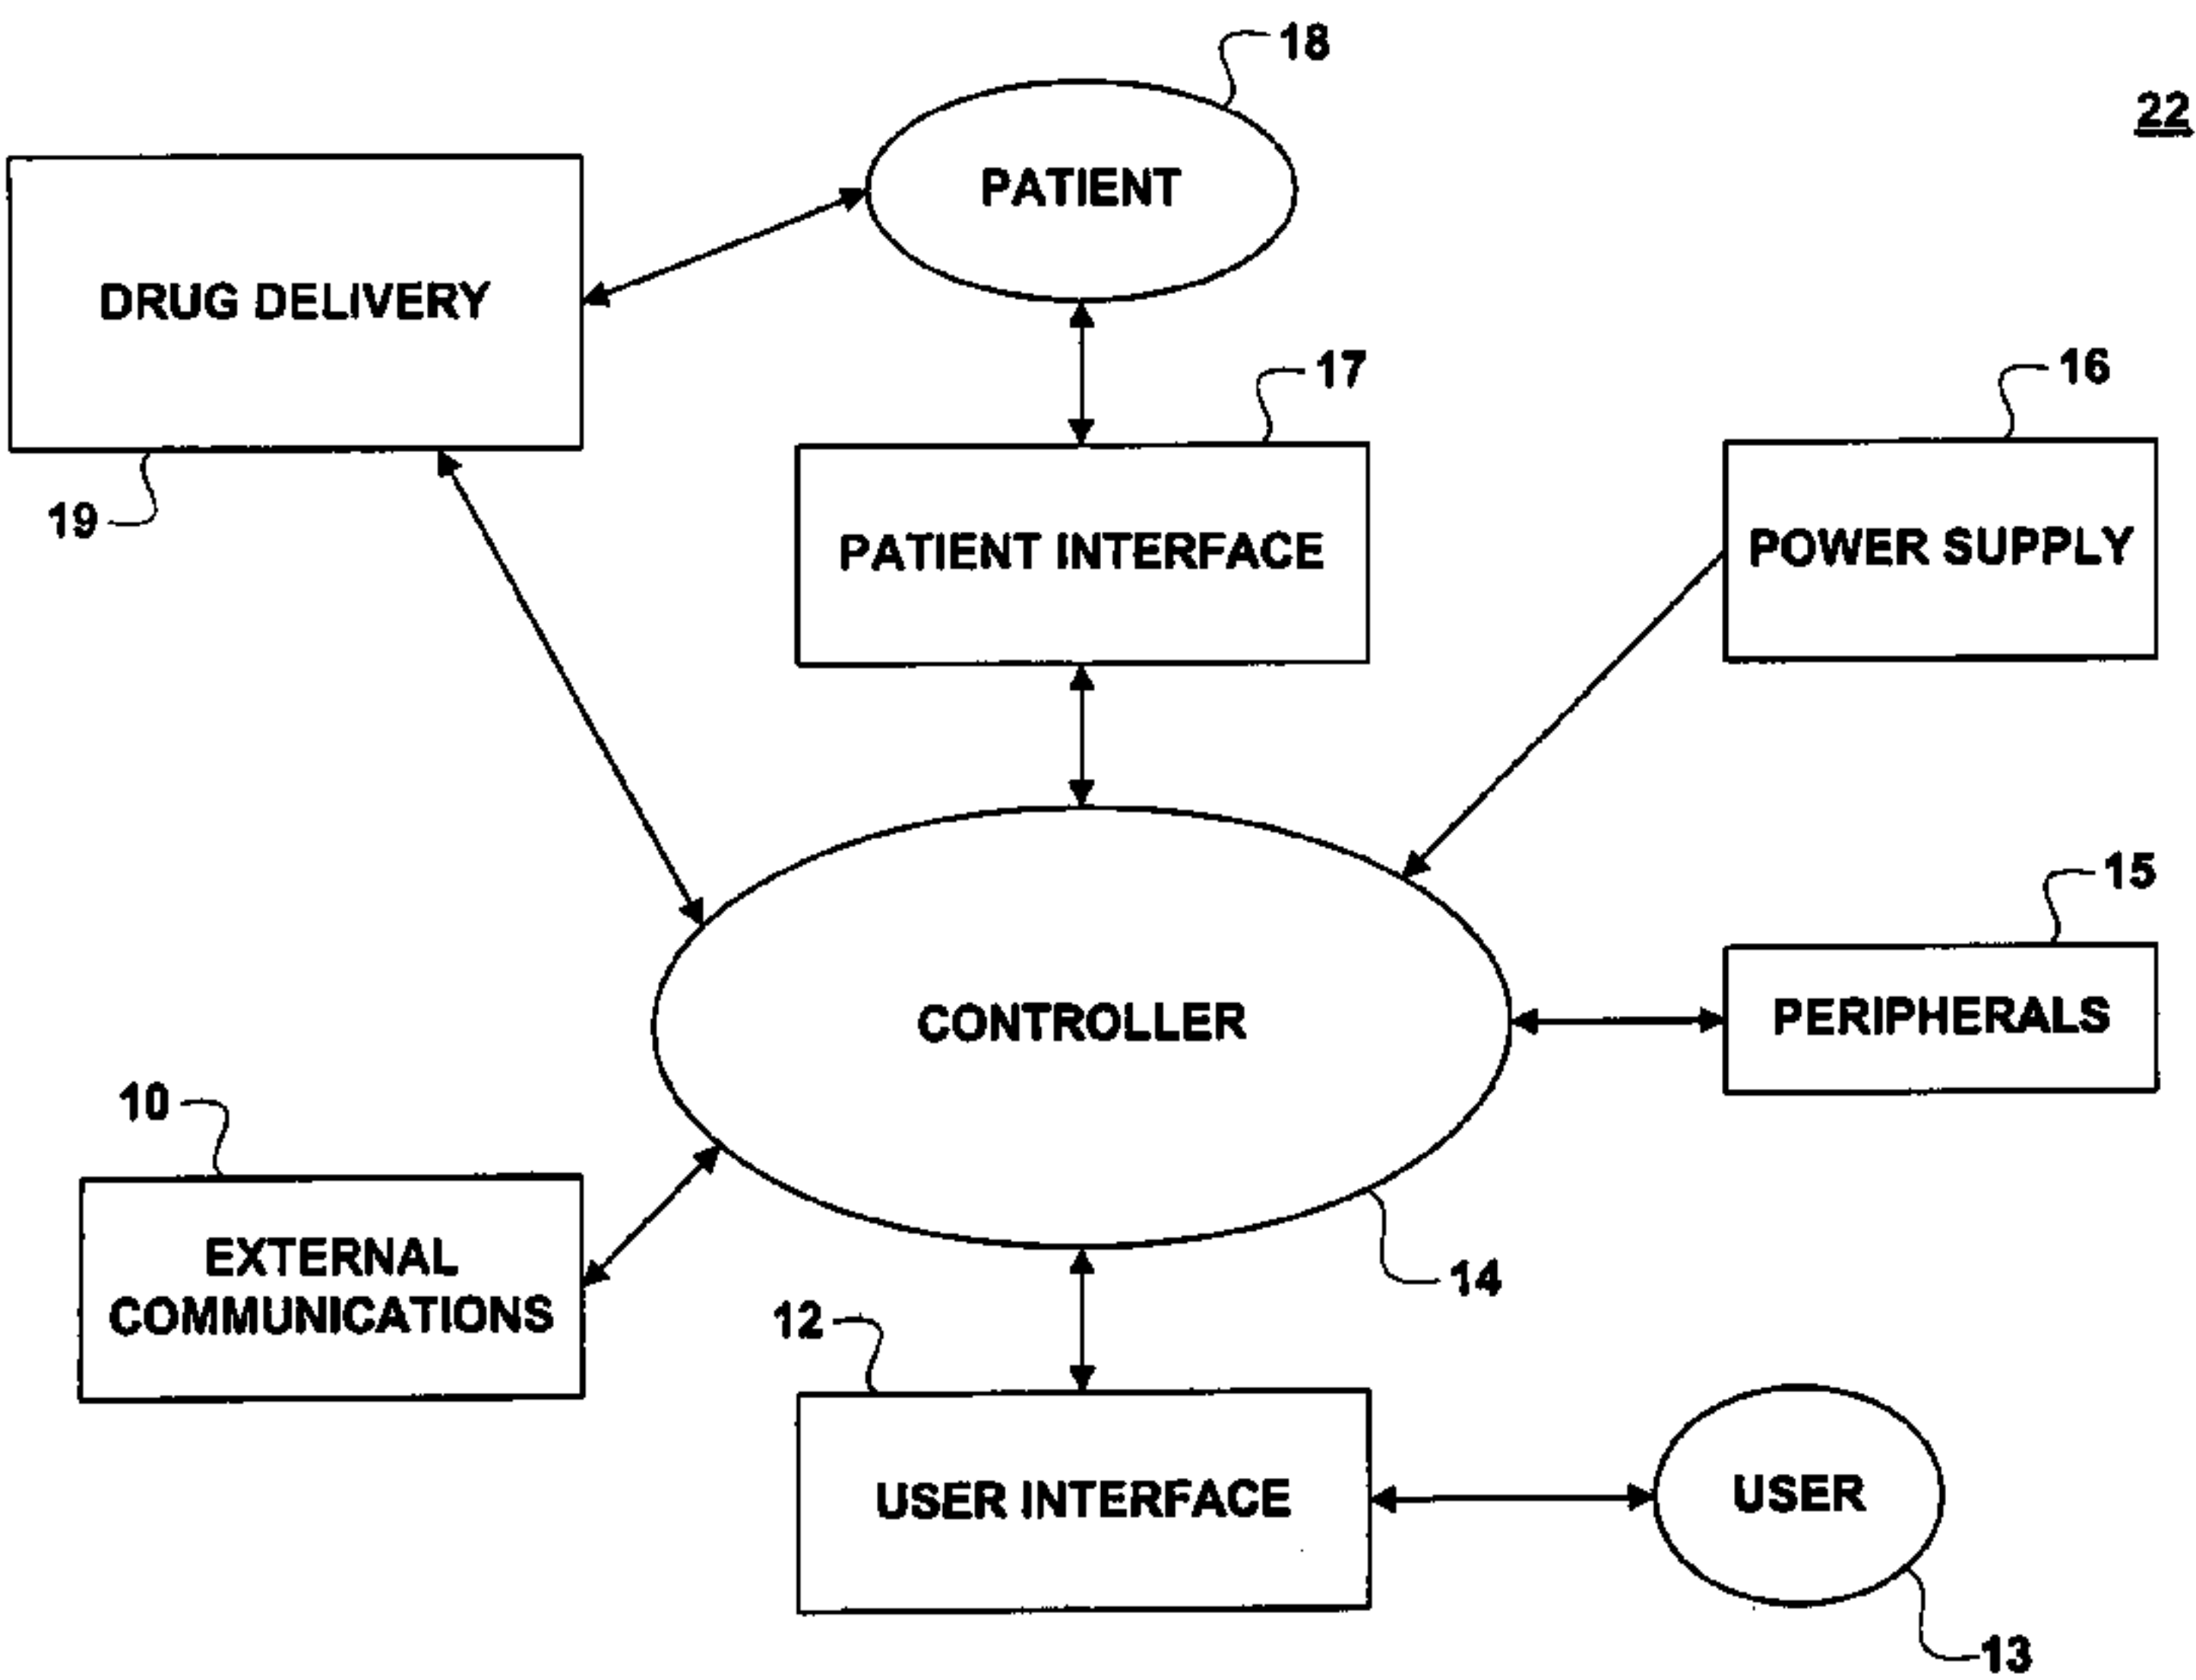 18
22
PATIENT
DRUG DELIVERY
17
16
19
PATIENT INTERFACE
POWER SUPPLY
15
CONTROLLER
PERIPHERALS
10
EXTERNAL
COMMUNICATIONS
14
12
USER INTERFACE
USER
13